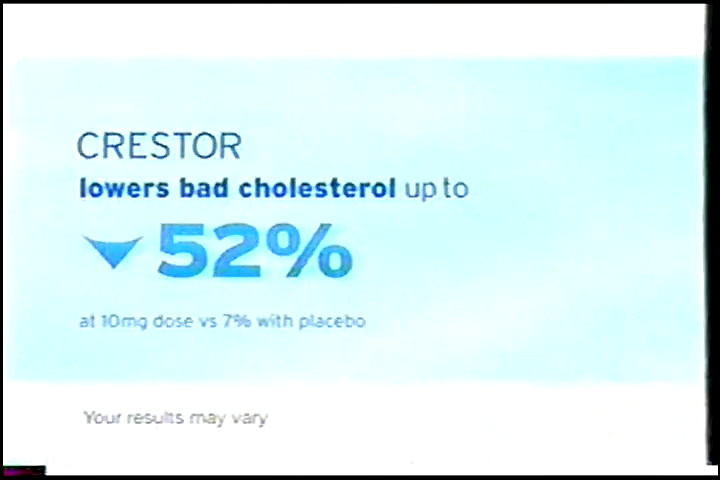 CRESTOR
lowers bad cholesterol up to
52%
at 10mg dose vs 7% with placebo
Your results may vary